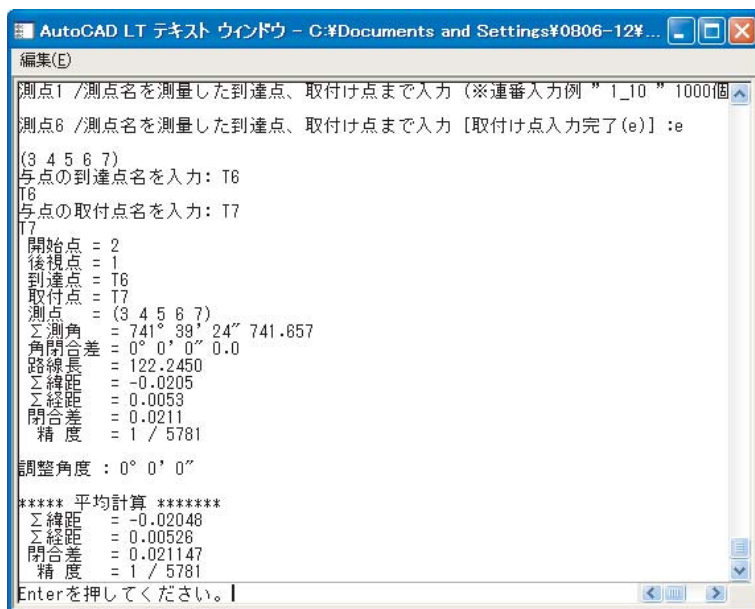 AutoCAD LT テキスト ウィンドウ - C:¥Documents and Settings¥0806-12¥...
編集(E)
測点1 /測点名を測量した到達点、取付け点まで入力 (※連番入力例 ” 1_10 ” 1000個
測点6 /測点名を測量した到達点、取付け点まで入力 [取付け点入力完了(e)] :e
(3 4 5 6 7)
与点の到達点名を入力: T6
T6
与点の取付点名を入力: T7
T7
開始点 = 2
後視点 = 1
到達点 = T6
取付点 = T7
測点 = (3 4 5 6 7)
Σ測角 = 741° 39’ 24” 741.657
角閉合差 = 0° 0’ 0” 0.0
路線長 = 122.2450
Σ緯距 = -0.0205
Σ経距 = 0.0053
閉合差 = 0.0211
精 度 = 1 / 5781
調整角度 : 0° 0’ 0”
***** 平均計算 *******
Σ緯距 = -0.02048
Σ経距 = 0.00526
閉合差 = 0.021147
精 度 = 1 / 5781
Enterを押してください。